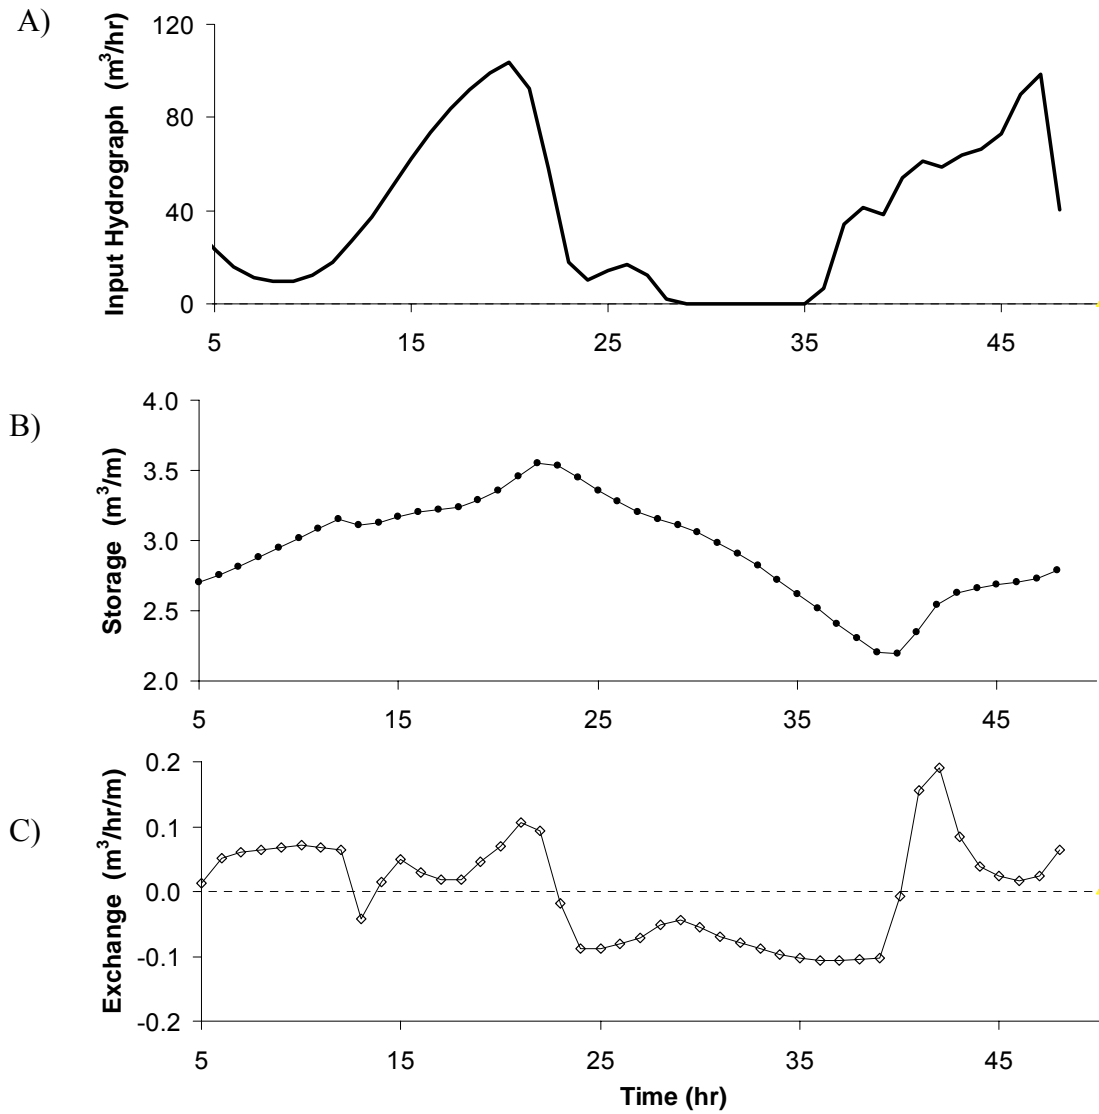 A)
Input Hydrograph (m³/hr)
120
80
40
0
5 15 25 35 45
B)
Storage (m³/m)
4.0
3.5
3.0
2.5
2.0
5 15 25 35 45
C)
Exchange (m³/hr/m)
0.2
0.1
0.0
-0.1
-0.2
5 15 25 35 45
Time (hr)